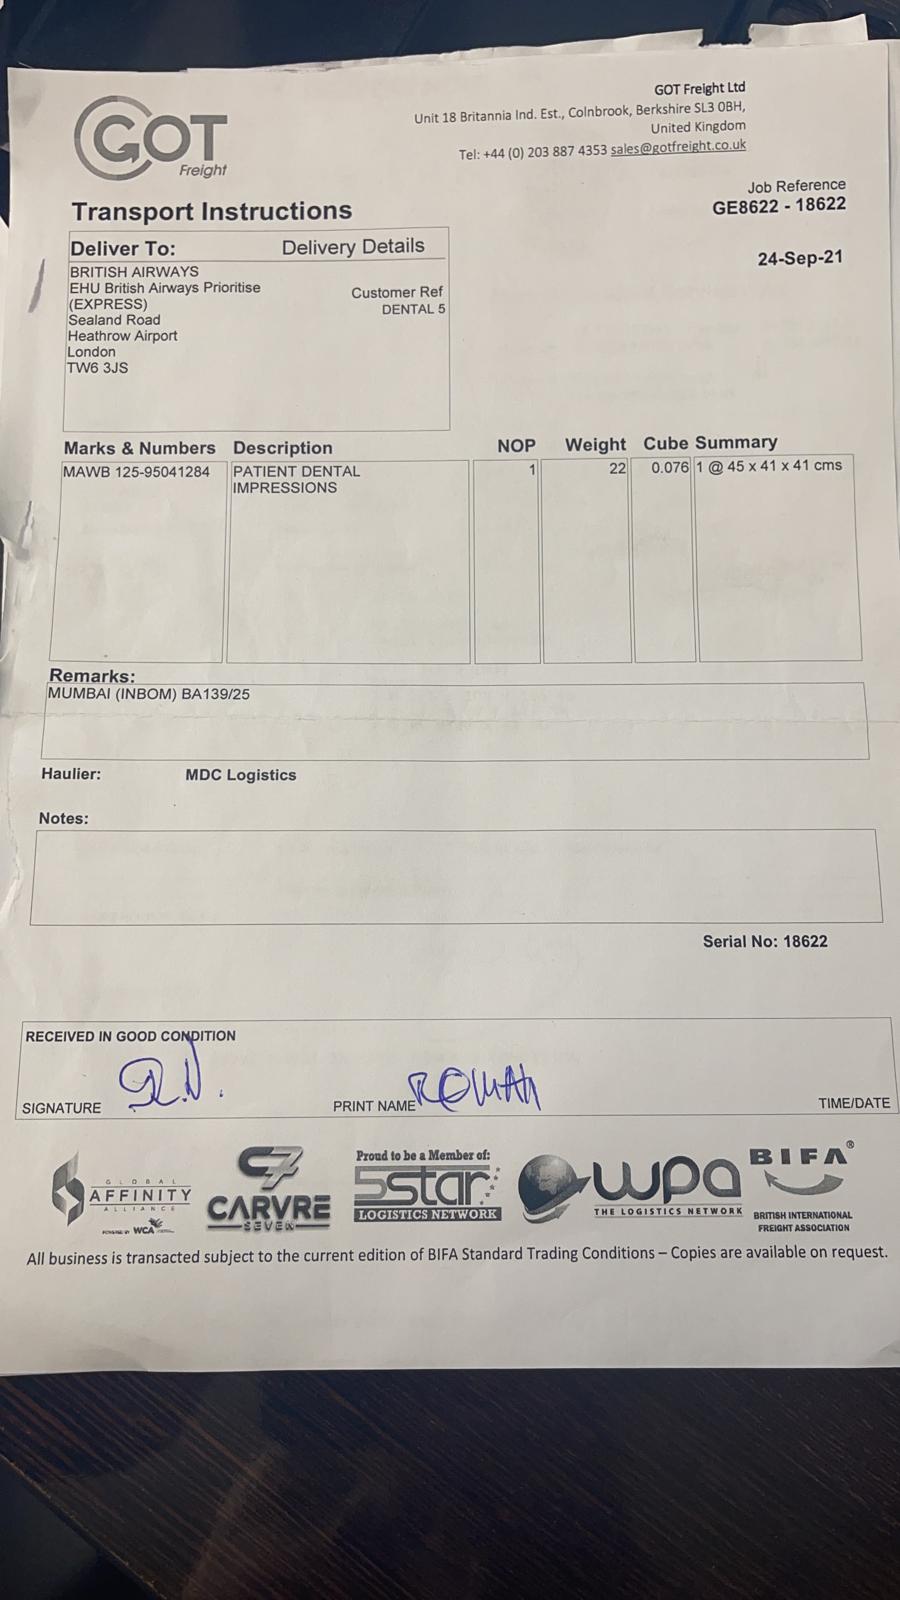 GOT
Freight
GOT Freight Ltd
Unit 18 Britannia Ind. Est., Colnbrook, Berkshire SL3 0BH,
United Kingdom
Tel: +44 (0) 203 887 4353 sales@gotfreight.co.uk
Job Reference
GE8622 - 18622
24-Sep-21
Transport Instructions
Deliver To: Delivery Details
BRITISH AIRWAYS
EHU British Airways Prioritise
(EXPRESS)
Sealand Road
Heathrow Airport
London
TW6 3JS
Customer Ref
DENTAL 5
Marks & Numbers Description NOP Weight Cube Summary
MAWB 125-95041284 PATIENT DENTAL 1 22 0.076 1 @ 45 x 41 x 41 cms
IMPRESSIONS
Remarks:
MUMBAI (INBOM) BA139/25
Haulier: MDC Logistics
Notes:
Serial No: 18622
RECEIVED IN GOOD CONDITION
SIGNATURE PRINT NAME ROMAN TIME/DATE
GLOBAL
AFFINITY
ALLIANCE
POWERED BY WCA
C7
CARVRE
SEVEN
Proud to be a Member of:
5star
LOGISTICS NETWORK
wpa
THE LOGISTICS NETWORK
BIFA®
BRITISH INTERNATIONAL
FREIGHT ASSOCIATION
All business is transacted subject to the current edition of BIFA Standard Trading Conditions – Copies are available on request.